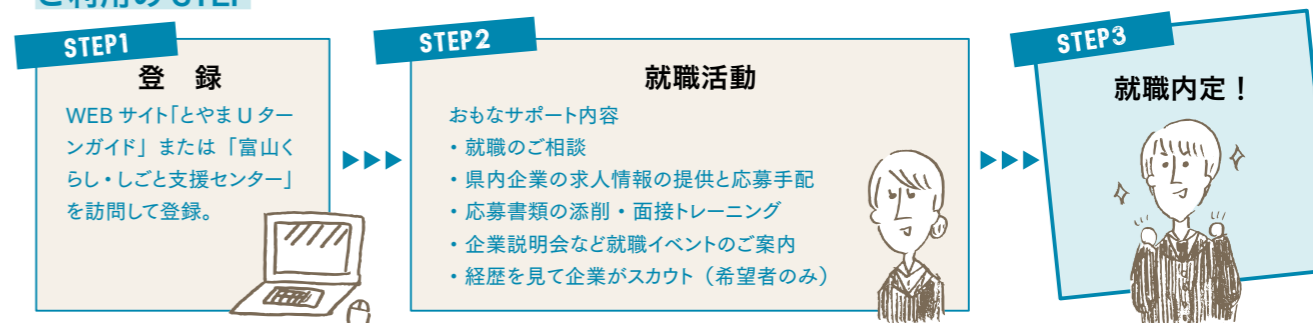 ご利用の STEP
STEP1
登 録
WEB サイト「とやま U ター
ンガイド」または「富山く
らし・しごと支援センター」
を訪問して登録。
STEP2
就職活動
おもなサポート内容
・就職のご相談
・県内企業の求人情報の提供と応募手配
・応募書類の添削・面接トレーニング
・企業説明会など就職イベントのご案内
・経歴を見て企業がスカウト（希望者のみ）
STEP3
就職内定！